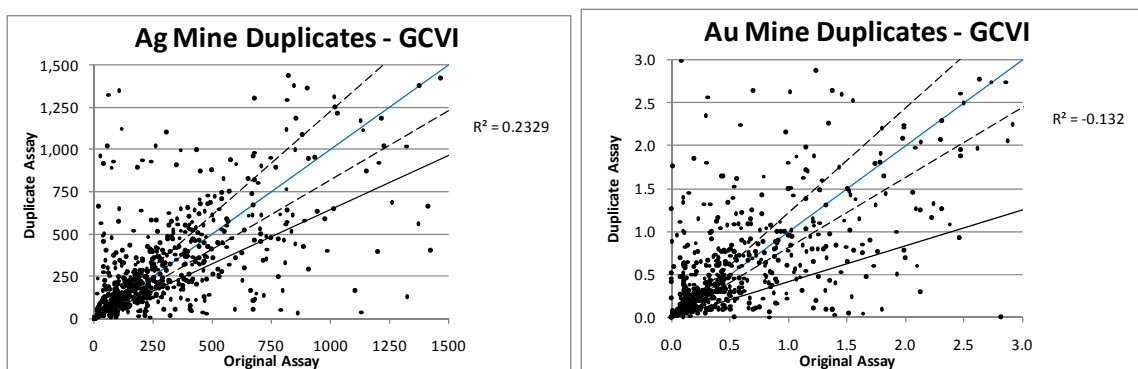 Ag Mine Duplicates - GCVI
1,500
1,250
1,000
750
500
250
0
Duplicate Assay
R² = 0.2329
0 250 500 750 1000 1250 1500
Original Assay
Au Mine Duplicates - GCVI
3.0
2.5
2.0
1.5
1.0
0.5
0.0
Duplicate Assay
R² = -0.132
0.0 0.5 1.0 1.5 2.0 2.5 3.0
Original Assay